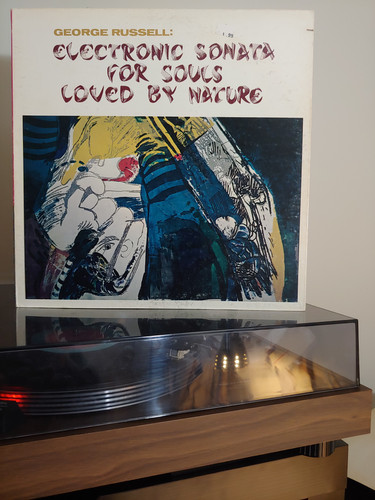 GEORGE RUSSELL:
ELECTRONIC SONATA
FOR SOULS
LOVED BY NATURE